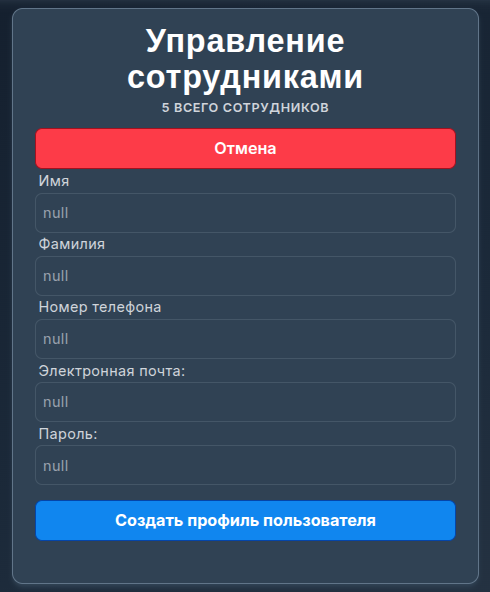 Управление
сотрудниками
5 ВСЕГО СОТРУДНИКОВ
Отмена
Имя
null
Фамилия
null
Номер телефона
null
Электронная почта:
null
Пароль:
null
Создать профиль пользователя